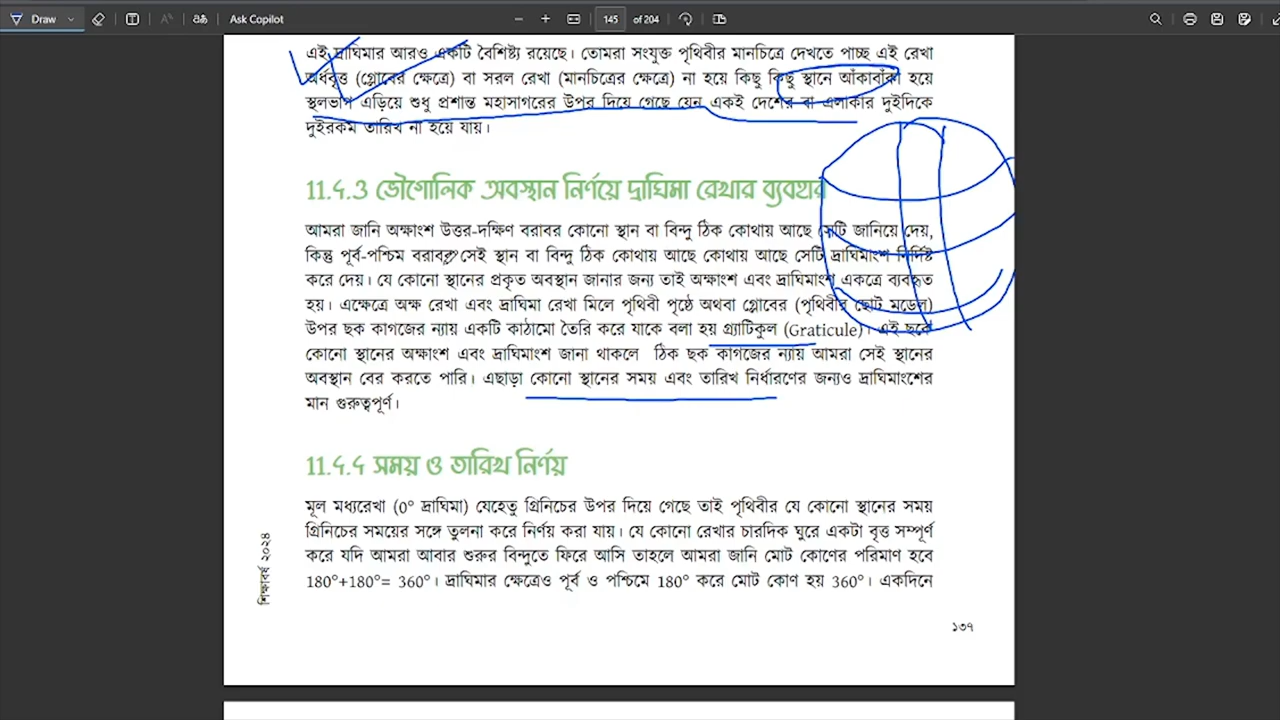 Draw
Ask Copilot
145 of 204
এই দ্রাঘিমার আরও একটি বৈশিষ্ট্য রয়েছে। তোমরা সংযুক্ত পৃথিবীর মানচিত্রে দেখতে পাচ্ছ এই রেখা
অর্ধবৃত্ত (গ্লোবের ক্ষেত্রে) বা সরল রেখা (মানচিত্রের ক্ষেত্রে) না হয়ে কিছু কিছু স্থানে আঁকাবাঁকা হয়ে
স্থলভাগ এড়িয়ে শুধু প্রশান্ত মহাসাগরের উপর দিয়ে গেছে যেন একই দেশের বা এলাকার দুইদিকে
দুইরকম তারিখ না হয়ে যায়।
11.4.3 ভৌগোলিক অবস্থান নির্ণয়ে দ্রাঘিমা রেখার ব্যবহার
আমরা জানি অক্ষাংশ উত্তর-দক্ষিণ বরাবর কোনো স্থান বা বিন্দু ঠিক কোথায় আছে সেটি জানিয়ে দেয়,
কিন্তু পূর্ব-পশ্চিম বরাবর সেই স্থান বা বিন্দু ঠিক কোথায় আছে কোথায় আছে সেটি দ্রাঘিমাংশ নির্দিষ্ট
করে দেয়। যে কোনো স্থানের প্রকৃত অবস্থান জানার জন্য তাই অক্ষাংশ এবং দ্রাঘিমাংশ একত্রে ব্যবহৃত
হয়। এক্ষেত্রে অক্ষ রেখা এবং দ্রাঘিমা রেখা মিলে পৃথিবী পৃষ্ঠে অথবা গ্লোবের (পৃথিবীর ছোট মডেল)
উপর ছক কাগজের ন্যায় একটি কাঠামো তৈরি করে যাকে বলা হয় গ্র্যাটিকুল (Graticule)। এই ছকে
কোনো স্থানের অক্ষাংশ এবং দ্রাঘিমাংশ জানা থাকলে ঠিক ছক কাগজের ন্যায় আমরা সেই স্থানের
অবস্থান বের করতে পারি। এছাড়া কোনো স্থানের সময় এবং তারিখ নির্ধারণের জন্যও দ্রাঘিমাংশের
মান গুরুত্বপূর্ণ।
11.4.4 সময় ও তারিখ নির্ণয়
মূল মধ্যরেখা (0° দ্রাঘিমা) যেহেতু গ্রিনিচের উপর দিয়ে গেছে তাই পৃথিবীর যে কোনো স্থানের সময়
গ্রিনিচের সময়ের সঙ্গে তুলনা করে নির্ণয় করা যায়। যে কোনো রেখার চারদিক ঘুরে একটা বৃত্ত সম্পূর্ণ
করে যদি আমরা আবার শুরুর বিন্দুতে ফিরে আসি তাহলে আমরা জানি মোট কোণের পরিমাণ হবে
180°+180°= 360°। দ্রাঘিমার ক্ষেত্রেও পূর্ব ও পশ্চিমে 180° করে মোট কোণ হয় 360°। একদিনে
শিক্ষাবর্ষ ২০২৪
১৩৭